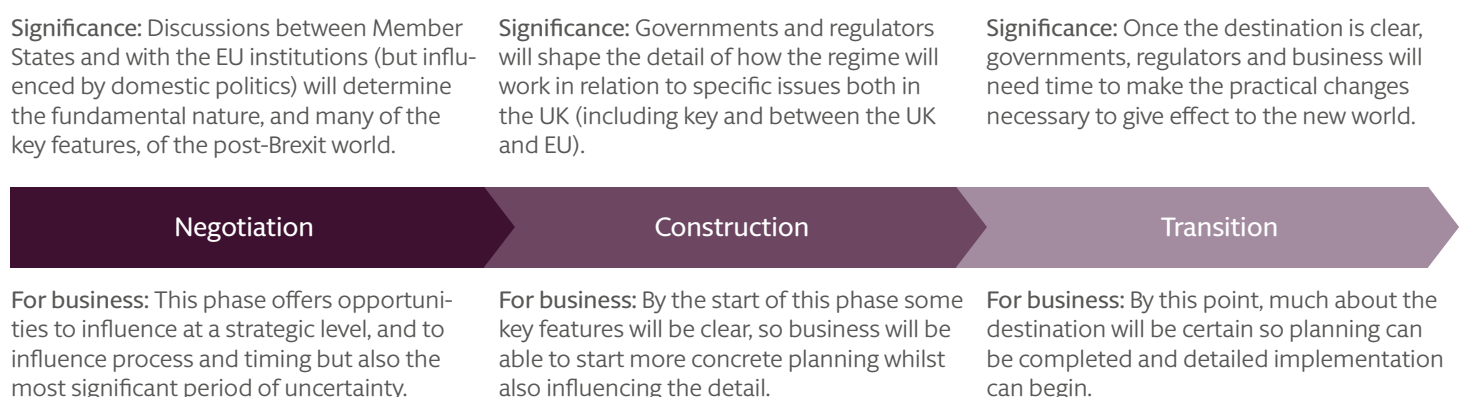 Significance: Discussions between Member
States and with the EU institutions (but influ-
enced by domestic politics) will determine
the fundamental nature, and many of the
key features, of the post-Brexit world.
Significance: Governments and regulators
will shape the detail of how the regime will
work in relation to specific issues both in
the UK (including key and between the UK
and EU).
Significance: Once the destination is clear,
governments, regulators and business will
need time to make the practical changes
necessary to give effect to the new world.
Negotiation
Construction
Transition
For business: This phase offers opportuni-
ties to influence at a strategic level, and to
influence process and timing but also the
most significant period of uncertainty.
For business: By the start of this phase some
key features will be clear, so business will be
able to start more concrete planning whilst
also influencing the detail.
For business: By this point, much about the
destination will be certain so planning can
be completed and detailed implementation
can begin.